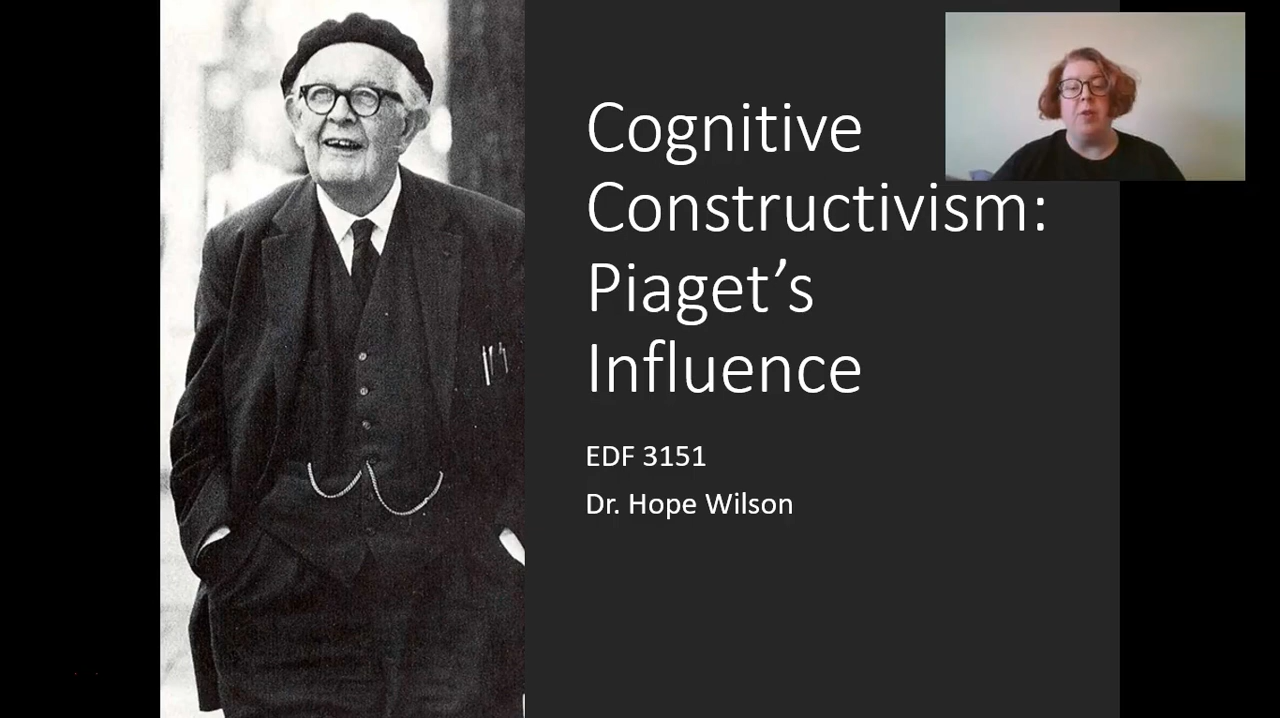 Cognitive
Constructivism:
Piaget’s
Influence
EDF 3151
Dr. Hope Wilson